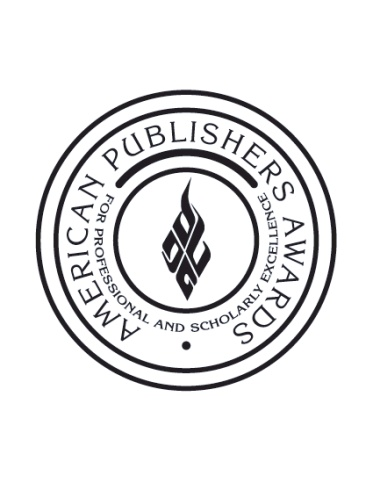 AMERICAN PUBLISHERS AWARDS
FOR PROFESSIONAL AND SCHOLARLY EXCELLENCE